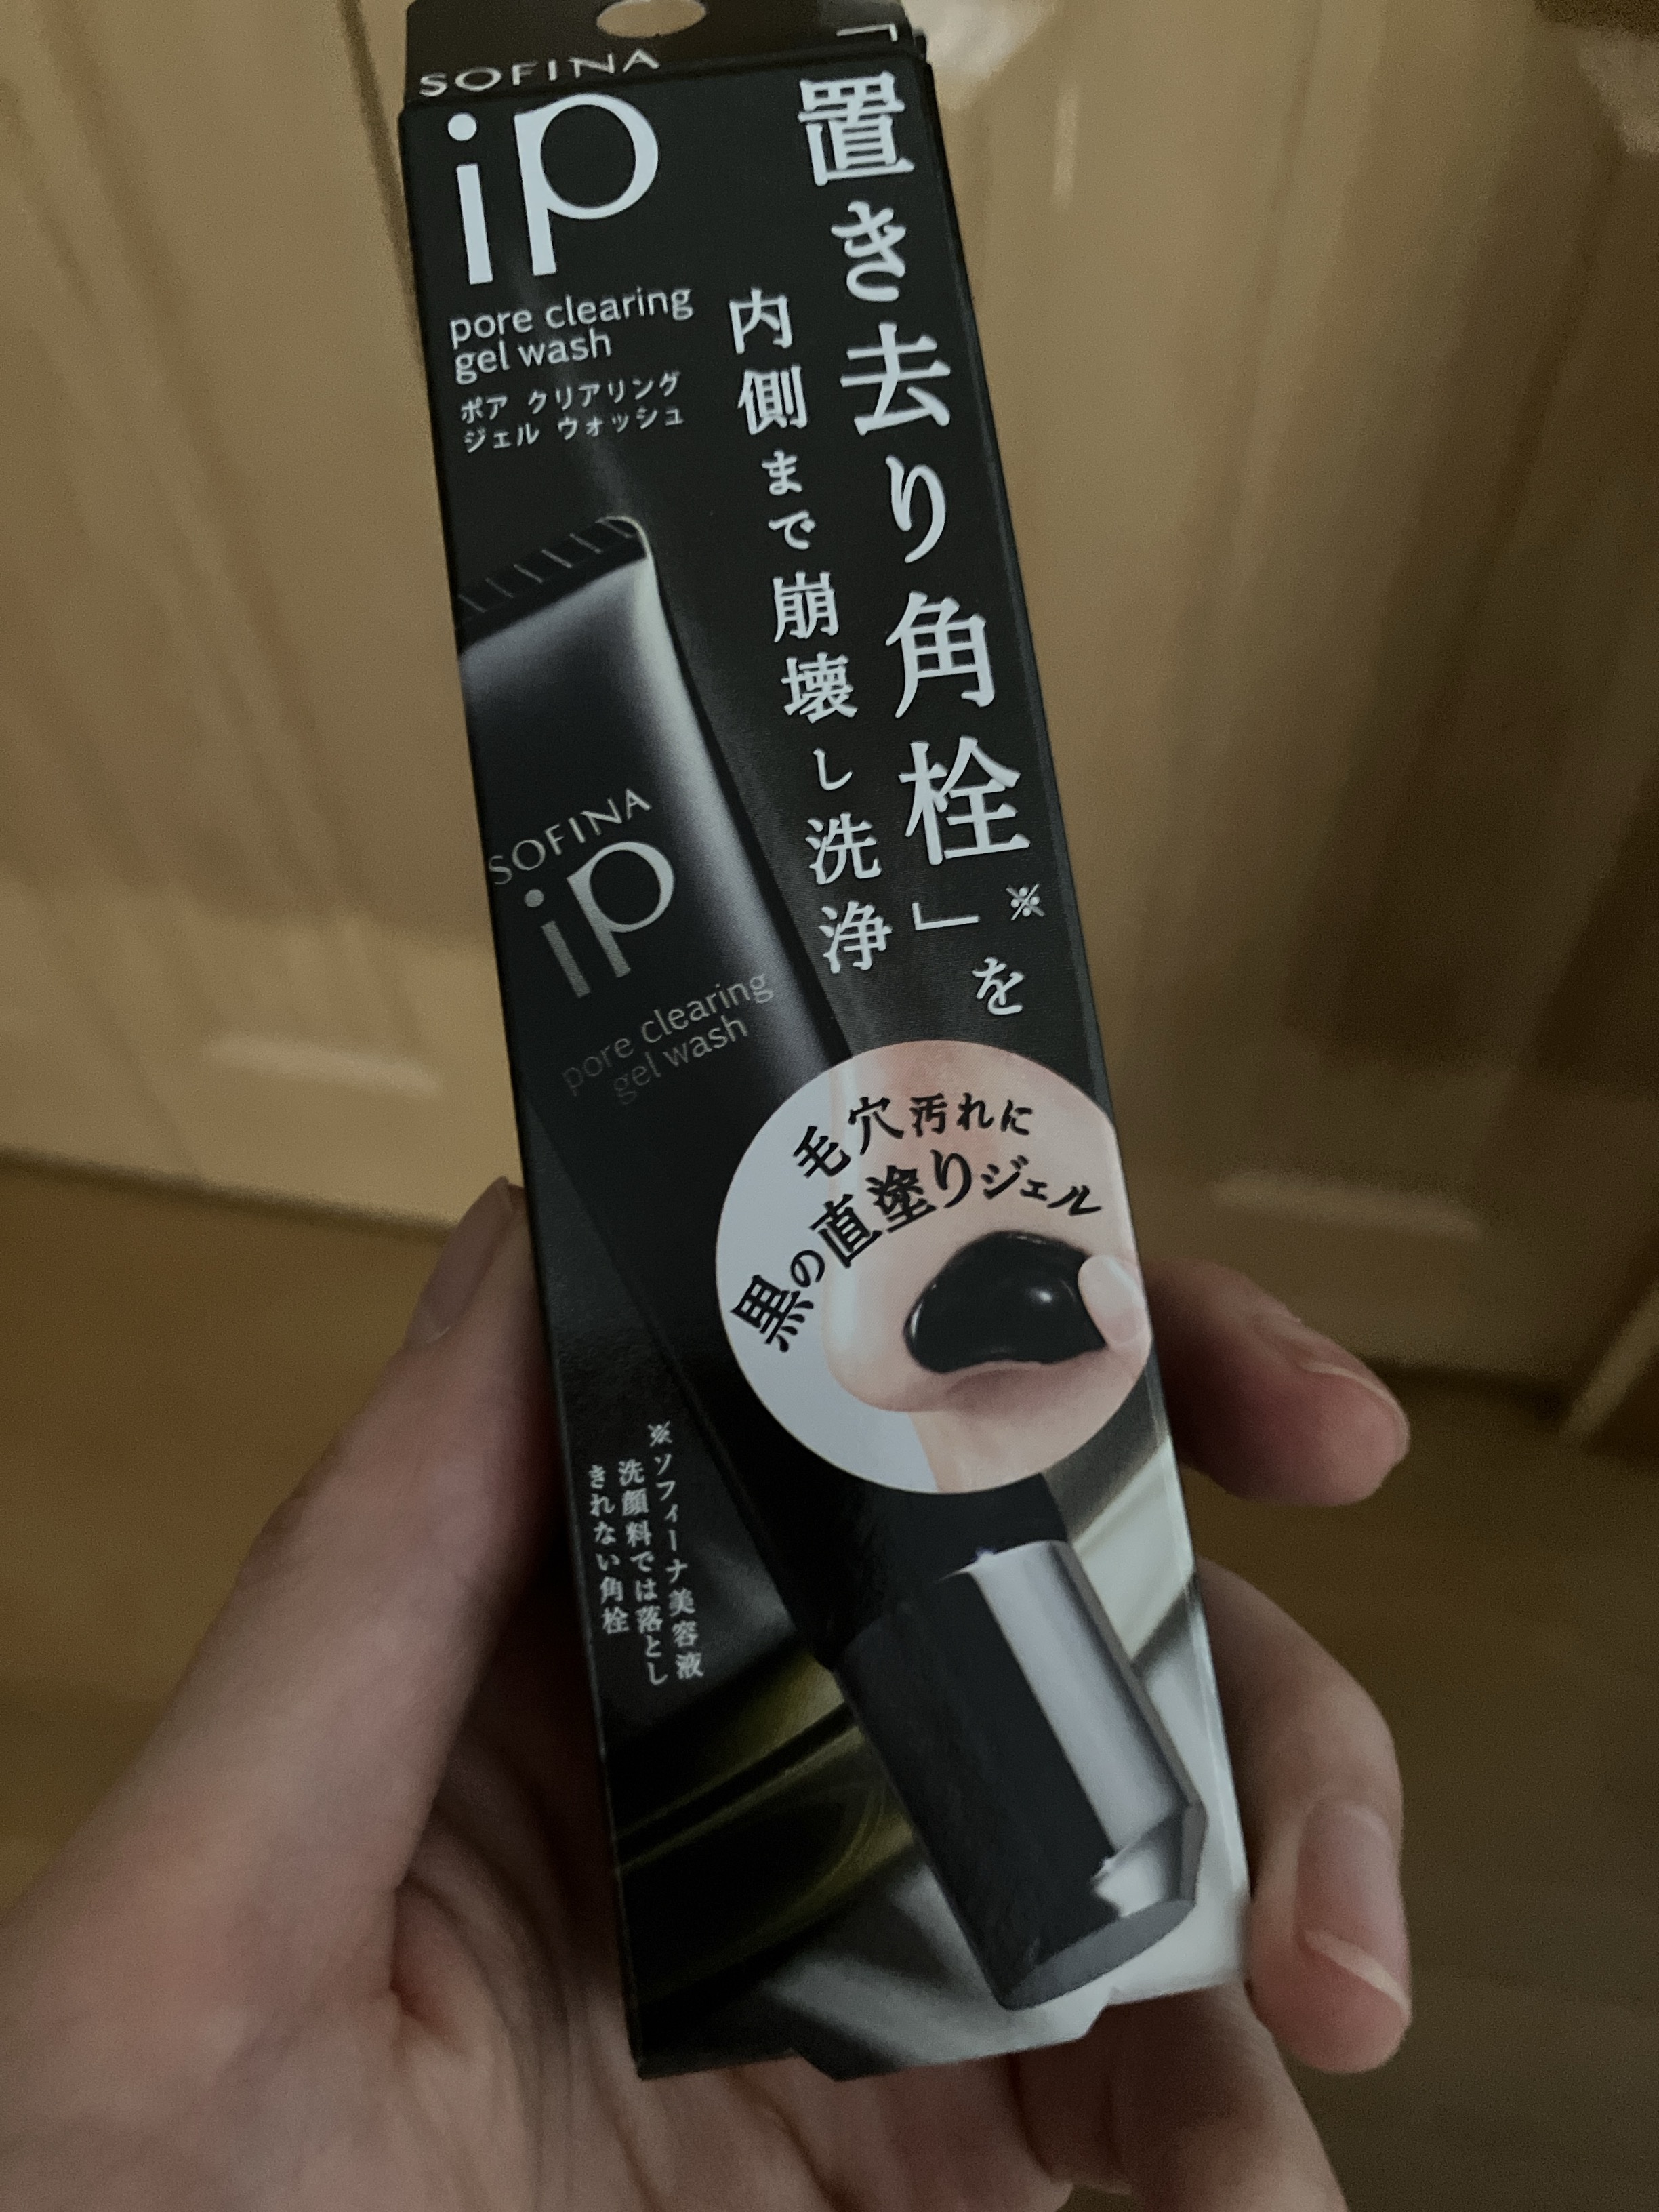 SOFINA
ip
pore clearing
gel wash
ポア クリアリング
ジェル ウォッシュ
「置き去り角栓※」を
内側まで崩壊し洗浄
SOFINA
ip
pore clearing
gel wash
毛穴汚れに
黒の直塗りジェル
※ソフィーナ美容液
洗顔料では落とし
きれない角栓